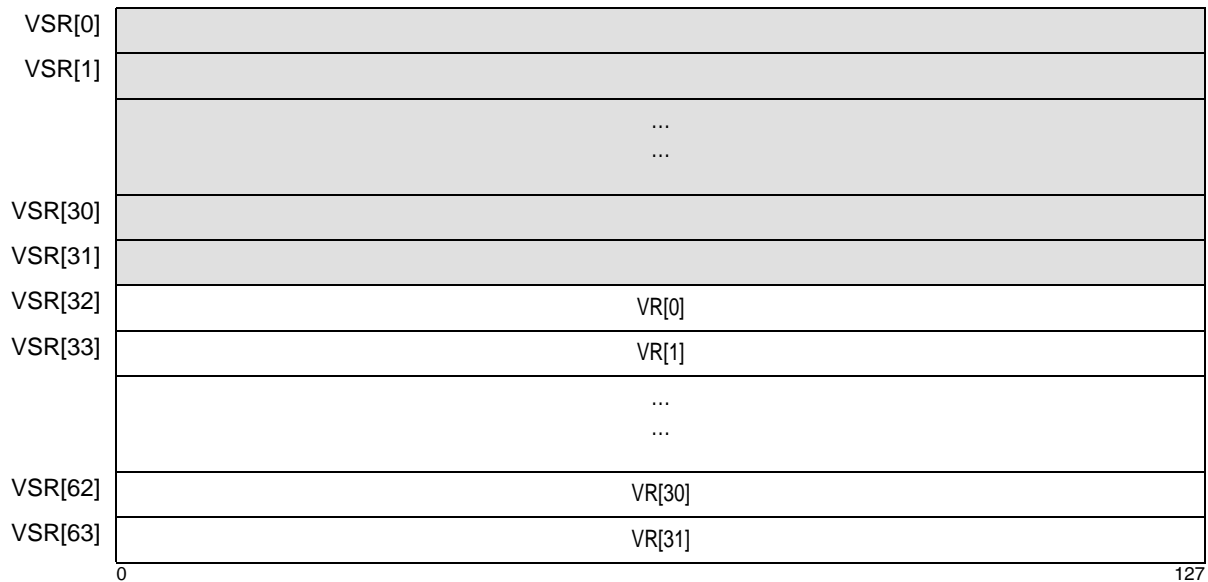 VSR[0]
VSR[1]
...
...
VSR[30]
VSR[31]
VSR[32] VR[0]
VSR[33] VR[1]
...
...
VSR[62] VR[30]
VSR[63] VR[31]
0 127